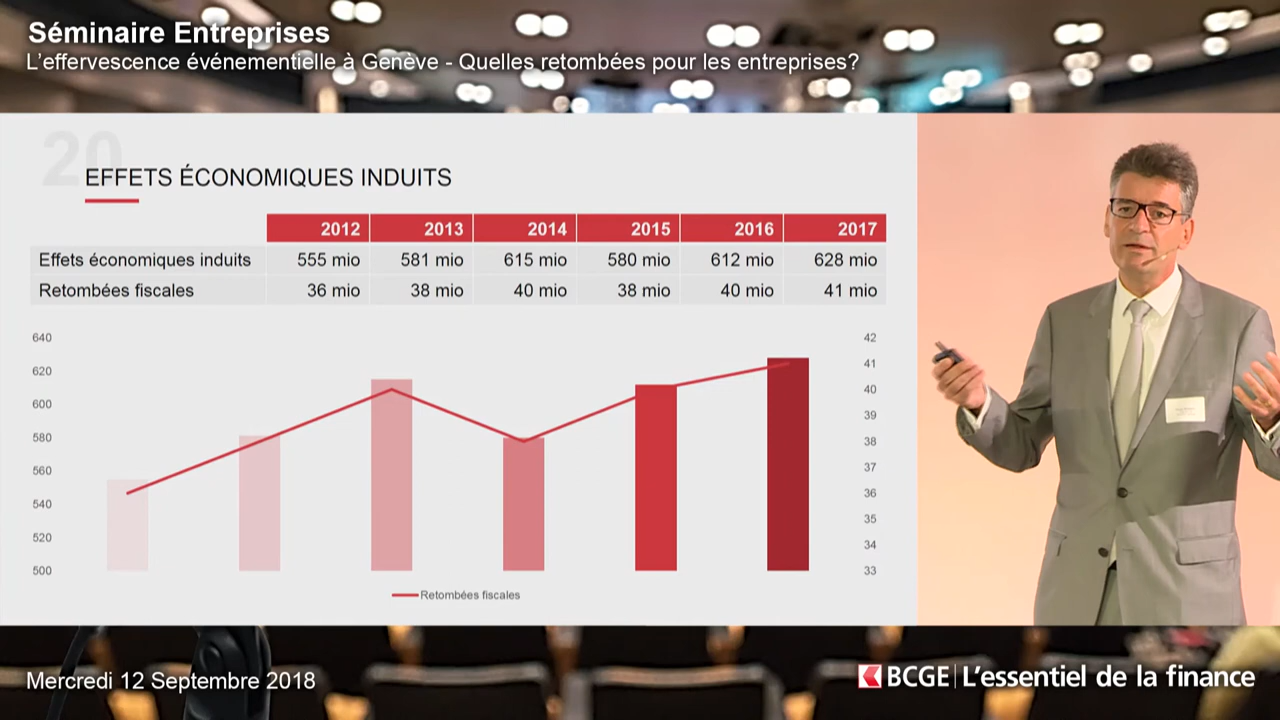 Séminaire Entreprises
L'effervescence événementielle à Genève - Quelles retombées pour les entreprises?
20
EFFETS ÉCONOMIQUES INDUITS
2012 2013 2014 2015 2016 2017
Effets économiques induits 555 mio 581 mio 615 mio 580 mio 612 mio 628 mio
Retombées fiscales 36 mio 38 mio 40 mio 38 mio 40 mio 41 mio
640 42
620 41
600 40
580 39
560 38
540 37
520 36
500 35
34
33
Retombées fiscales
Mercredi 12 Septembre 2018
BCGE L'essentiel de la finance